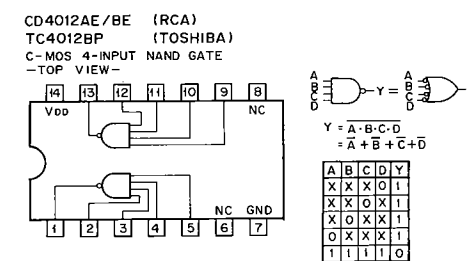 CD4012AE/BE (RCA)
TC4012BP (TOSHIBA)
C-MOS 4-INPUT NAND GATE
-TOP VIEW-
14 13 12 11 10 9 8
VDD NC
NC GND
1 2 3 4 5 6 7
A
B
C
D
Y =
A
B
C
D
Y = A̅·̅B̅·̅C̅·̅D̅
= A̅ + B̅ + C̅ + D̅
A B C D Y
X X X 0 1
X X 0 X 1
X 0 X X 1
0 X X X 1
1 1 1 1 0